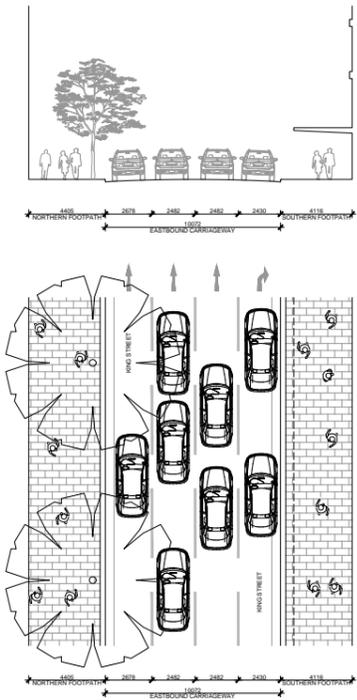 4405 2678 2482 2482 2430 4116
NORTHERN FOOTPATH SOUTHERN FOOTPATH
10072
EASTBOUND CARRIAGEWAY
KING STREET
KING STREET
4405 2678 2482 2482 2430 4116
NORTHERN FOOTPATH SOUTHERN FOOTPATH
10072
EASTBOUND CARRIAGEWAY